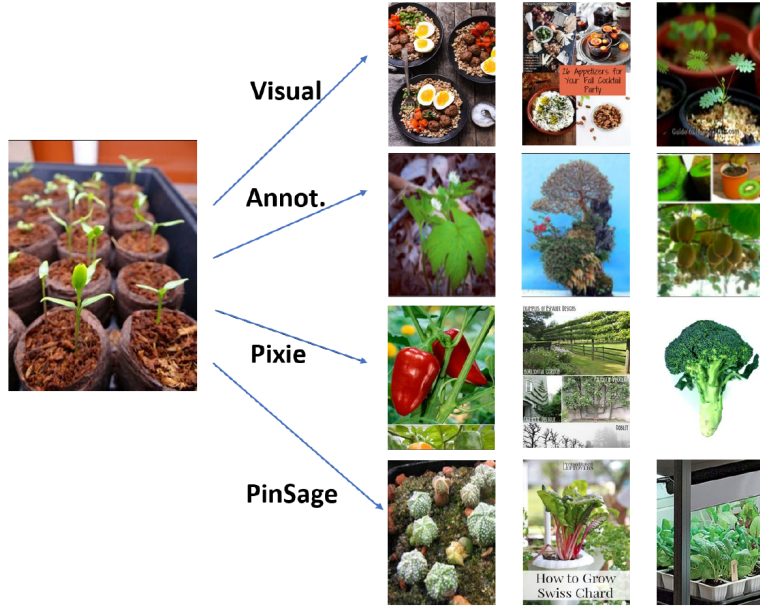 Visual
26 Appetizers for
Your Fall Cocktail
Party
Annot.
Pixie
PinSage
How to Grow
Swiss Chard